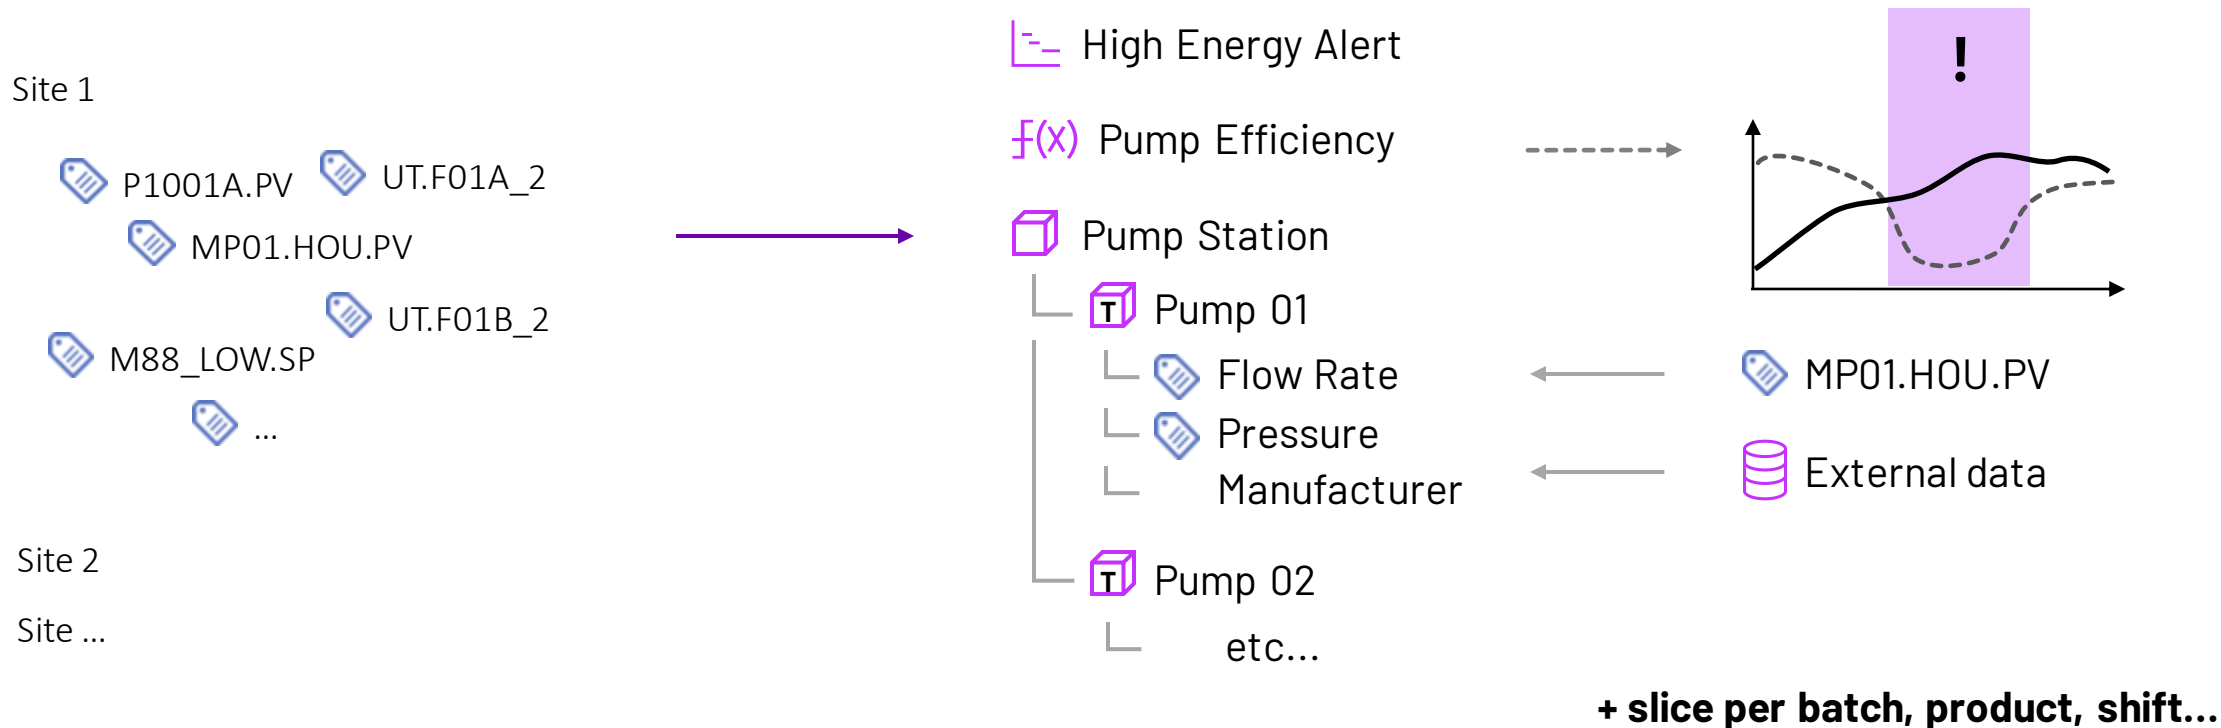 Site 1
P1001A.PV
UT.F01A_2
MP01.HOU.PV
UT.F01B_2
M88_LOW.SP
...
Site 2
Site ...
High Energy Alert
f(x) Pump Efficiency
Pump Station
T Pump 01
Flow Rate
Pressure
Manufacturer
T Pump 02
etc...
!
MP01.HOU.PV
External data
+ slice per batch, product, shift...